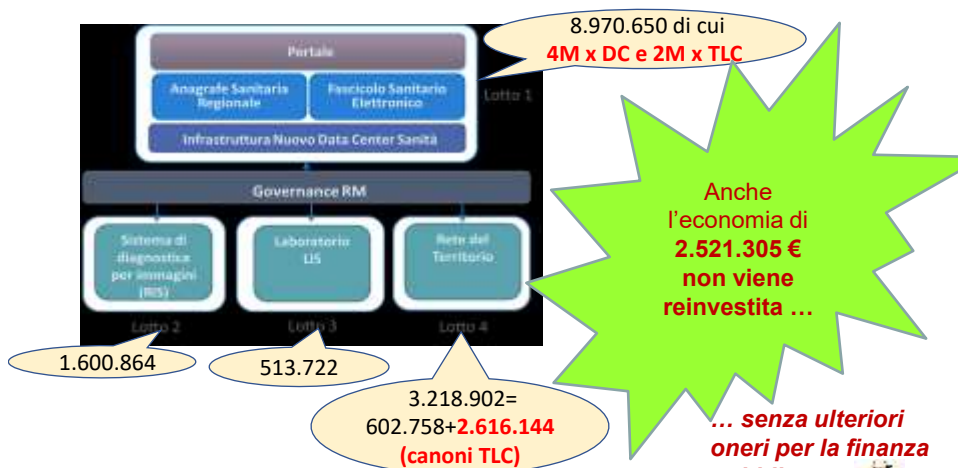 8.970.650 di cui
4M x DC e 2M x TLC
Portale
Anagrafe Sanitaria
Regionale
Fascicolo Sanitario
Elettronico
Lotto 1
Infrastruttura Nuovo Data Center Sanità
Governance RM
Sistema di
diagnostica
per immagini
(RIS)
Laboratorio
LIS
Rete del
Territorio
Lotto 2
Lotto 3
Lotto 4
Anche
l'economia di
2.521.305 €
non viene
reinvestita ...
1.600.864
513.722
3.218.902=
602.758+2.616.144
(canoni TLC)
... senza ulteriori
oneri per la finanza